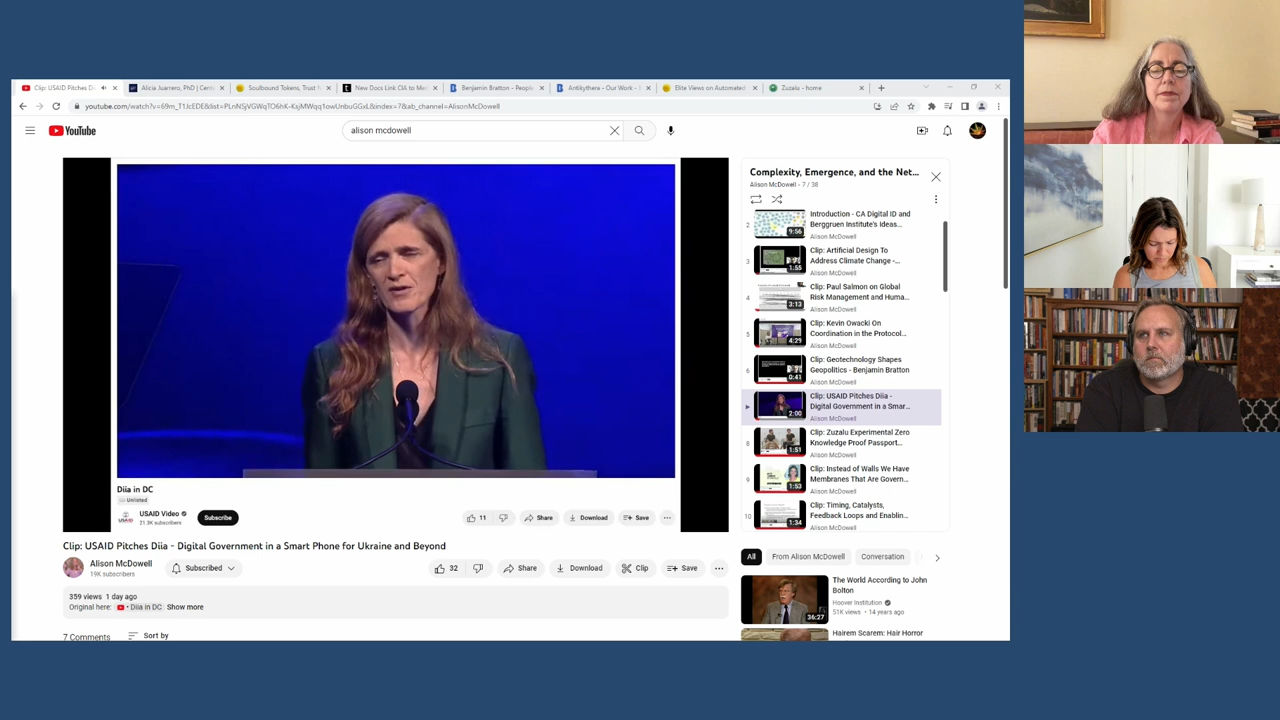 Clip: USAID Pitches Di
Alicia Juarrero, PhD | Cent
Soulbound Tokens, Trust N
New Docs Link CIA to Me
Benjamin Bratton - People
Antikythera - Our Work - B
Elite Views on Automated
Zuzalu - home
youtube.com/watch?v=69m_T1JcEDE&list=PLnNSjVGWqTO6hK-KsjMWqq1owUnbuGGxL&index=7&ab_channel=AlisonMcDowell
YouTube
alison mcdowell
Complexity, Emergence, and the Net...
Alison McDowell - 7 / 38
2
9:56
Introduction - CA Digital ID and
Berggruen Institute's Ideas...
Alison McDowell
3
1:55
Clip: Artificial Design To
Address Climate Change -...
Alison McDowell
4
3:13
Clip: Paul Salmon on Global
Risk Management and Huma...
Alison McDowell
5
4:29
Clip: Kevin Owacki On
Coordination in the Protocol...
Alison McDowell
6
0:41
Clip: Geotechnology Shapes
Geopolitics - Benjamin Bratton
Alison McDowell
2:00
Clip: USAID Pitches Diia -
Digital Government in a Smar...
Alison McDowell
8
1:51
Clip: Zuzalu Experimental Zero
Knowledge Proof Passport...
Alison McDowell
9
1:53
Clip: Instead of Walls We Have
Membranes That Are Govern...
Alison McDowell
10
1:34
Clip: Timing, Catalysts,
Feedback Loops and Enablin...
Alison McDowell
Diia in DC
Unlisted
USAID Video
21.3K subscribers
Subscribe
11
Share
Download
Save
Clip: USAID Pitches Diia - Digital Government in a Smart Phone for Ukraine and Beyond
Alison McDowell
19K subscribers
Subscribed
32
Share
Download
Clip
Save
359 views 1 day ago
Original here: • Diia in DC Show more
7 Comments
Sort by
All
From Alison McDowell
Conversation
36:27
The World According to John
Bolton
Hoover Institution
51K views • 14 years ago
Hairem Scarem: Hair Horror